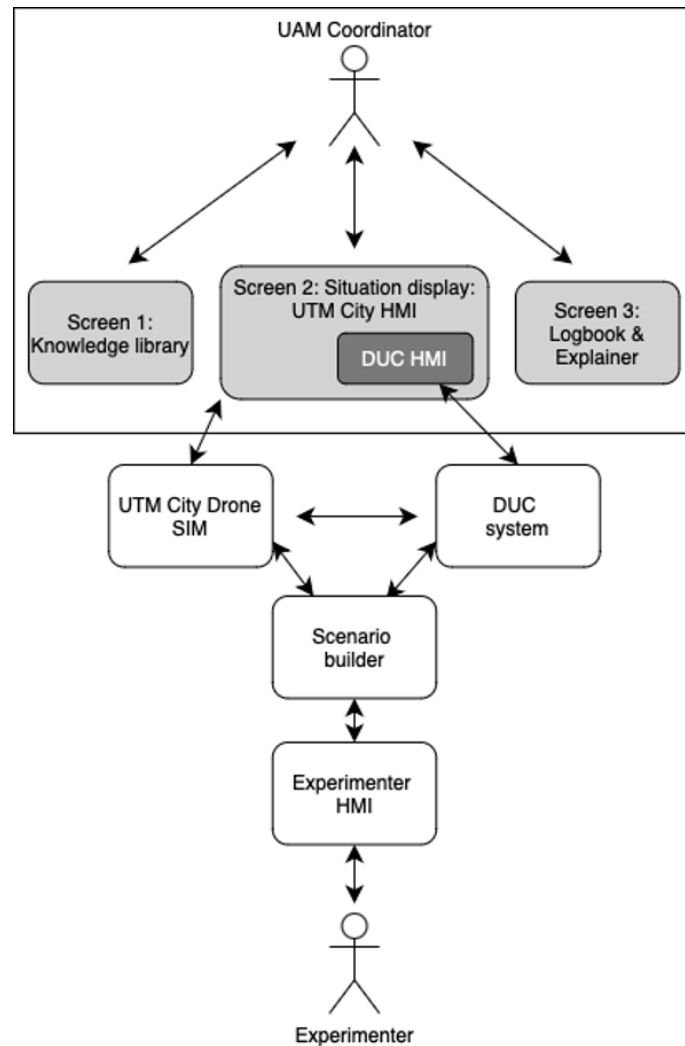 UAM Coordinator
Screen 1:
Knowledge library
Screen 2: Situation display:
UTM City HMI
DUC HMI
Screen 3:
Logbook &
Explainer
UTM City Drone
SIM
DUC
system
Scenario
builder
Experimenter
HMI
Experimenter